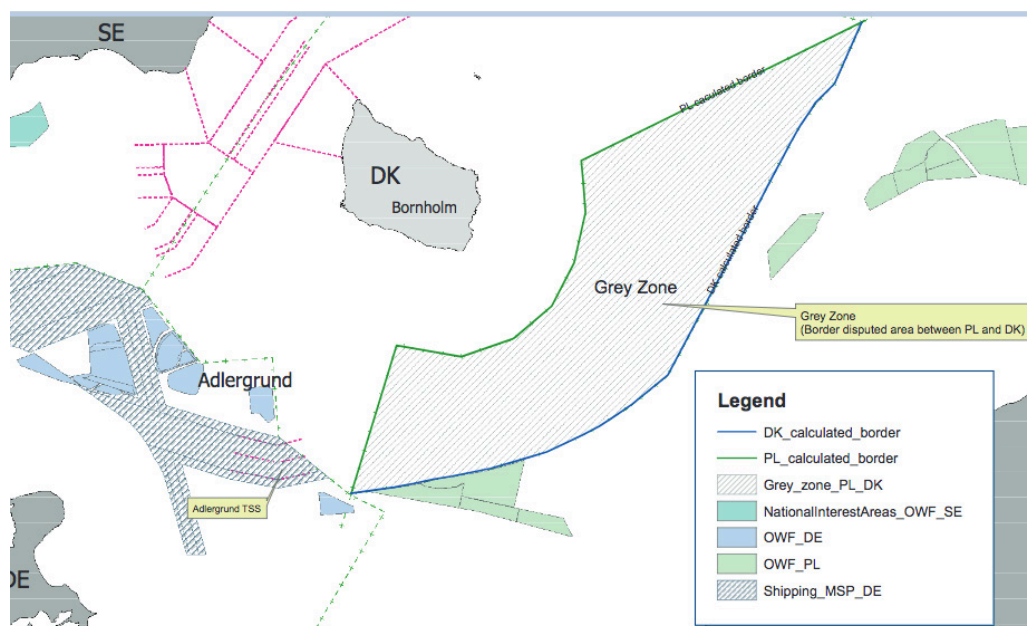 SE
PL caculated border
DK
Bornholm
DK calculated border
Grey Zone
Grey Zone
(Border disputed area between PL and DK)
Adlergrund
Adlergrund TSS
DE
Legend
DK_calculated_border
PL_calculated_border
Grey_zone_PL_DK
NationalInterestAreas_OWF_SE
OWF_DE
OWF_PL
Shipping_MSP_DE